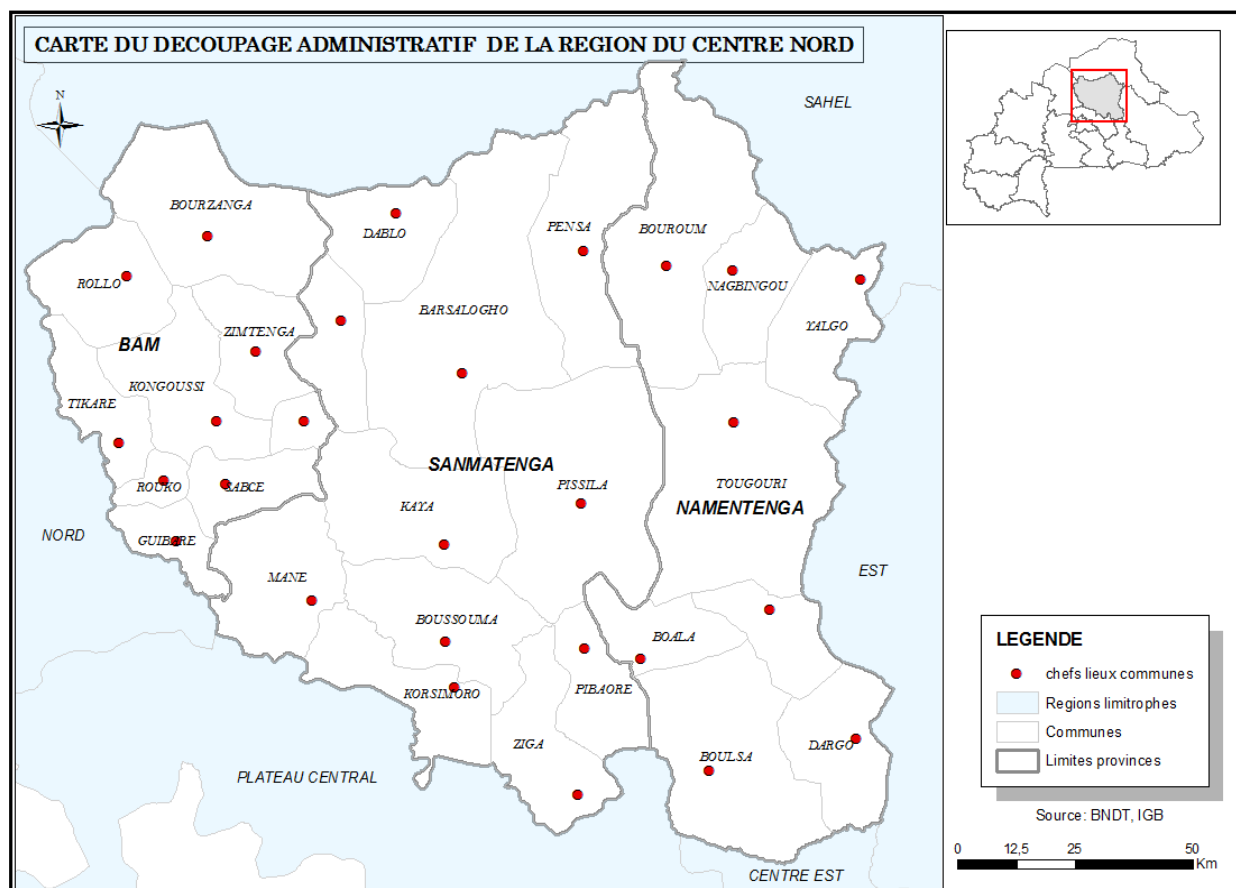 CARTE DU DECOUPAGE ADMINISTRATIF DE LA REGION DU CENTRE NORD
N
SAHEL
BOURZANGA
DABLO
PENSA
BOUROUM
ROLLO
NAGBINGOU
BARSALOGHO
YALGO
ZIMTENGA
BAM
KONGOUSSI
TIKARE
SANMATENGA
ROUKO
SABCE
PISSILA
TOUGOURI
KAYA
NAMENTENGA
NORD
GUIBARE
EST
MANE
BOUSSOUMA
BOALA
KORSIMORO
PIBAORE
ZIGA
DARGO
BOULSA
PLATEAU CENTRAL
CENTRE EST
LEGENDE
chefs lieux communes
Regions limitrophes
Communes
Limites provinces
Source: BNDT, IGB
0 12,5 25 50
Km